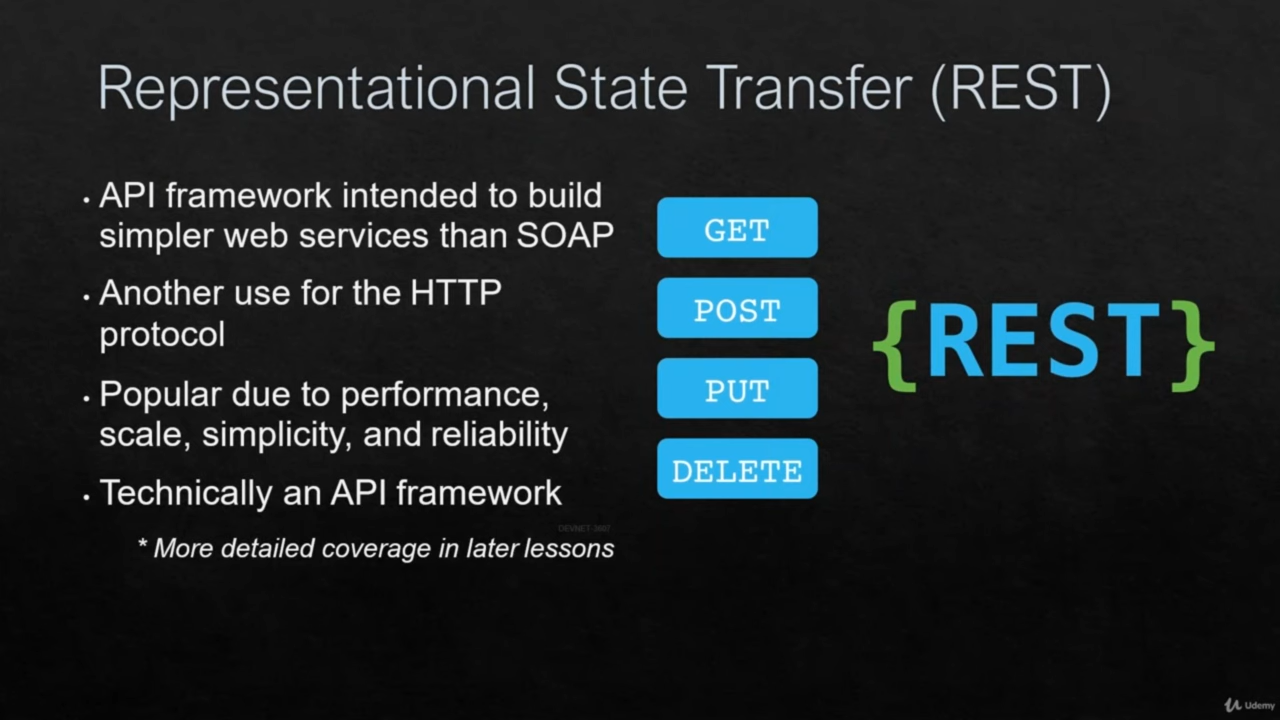 Representational State Transfer (REST)
• API framework intended to build
simpler web services than SOAP
• Another use for the HTTP
protocol
• Popular due to performance,
scale, simplicity, and reliability
• Technically an API framework
* More detailed coverage in later lessons
GET
POST
PUT
DELETE
{REST}
Udemy